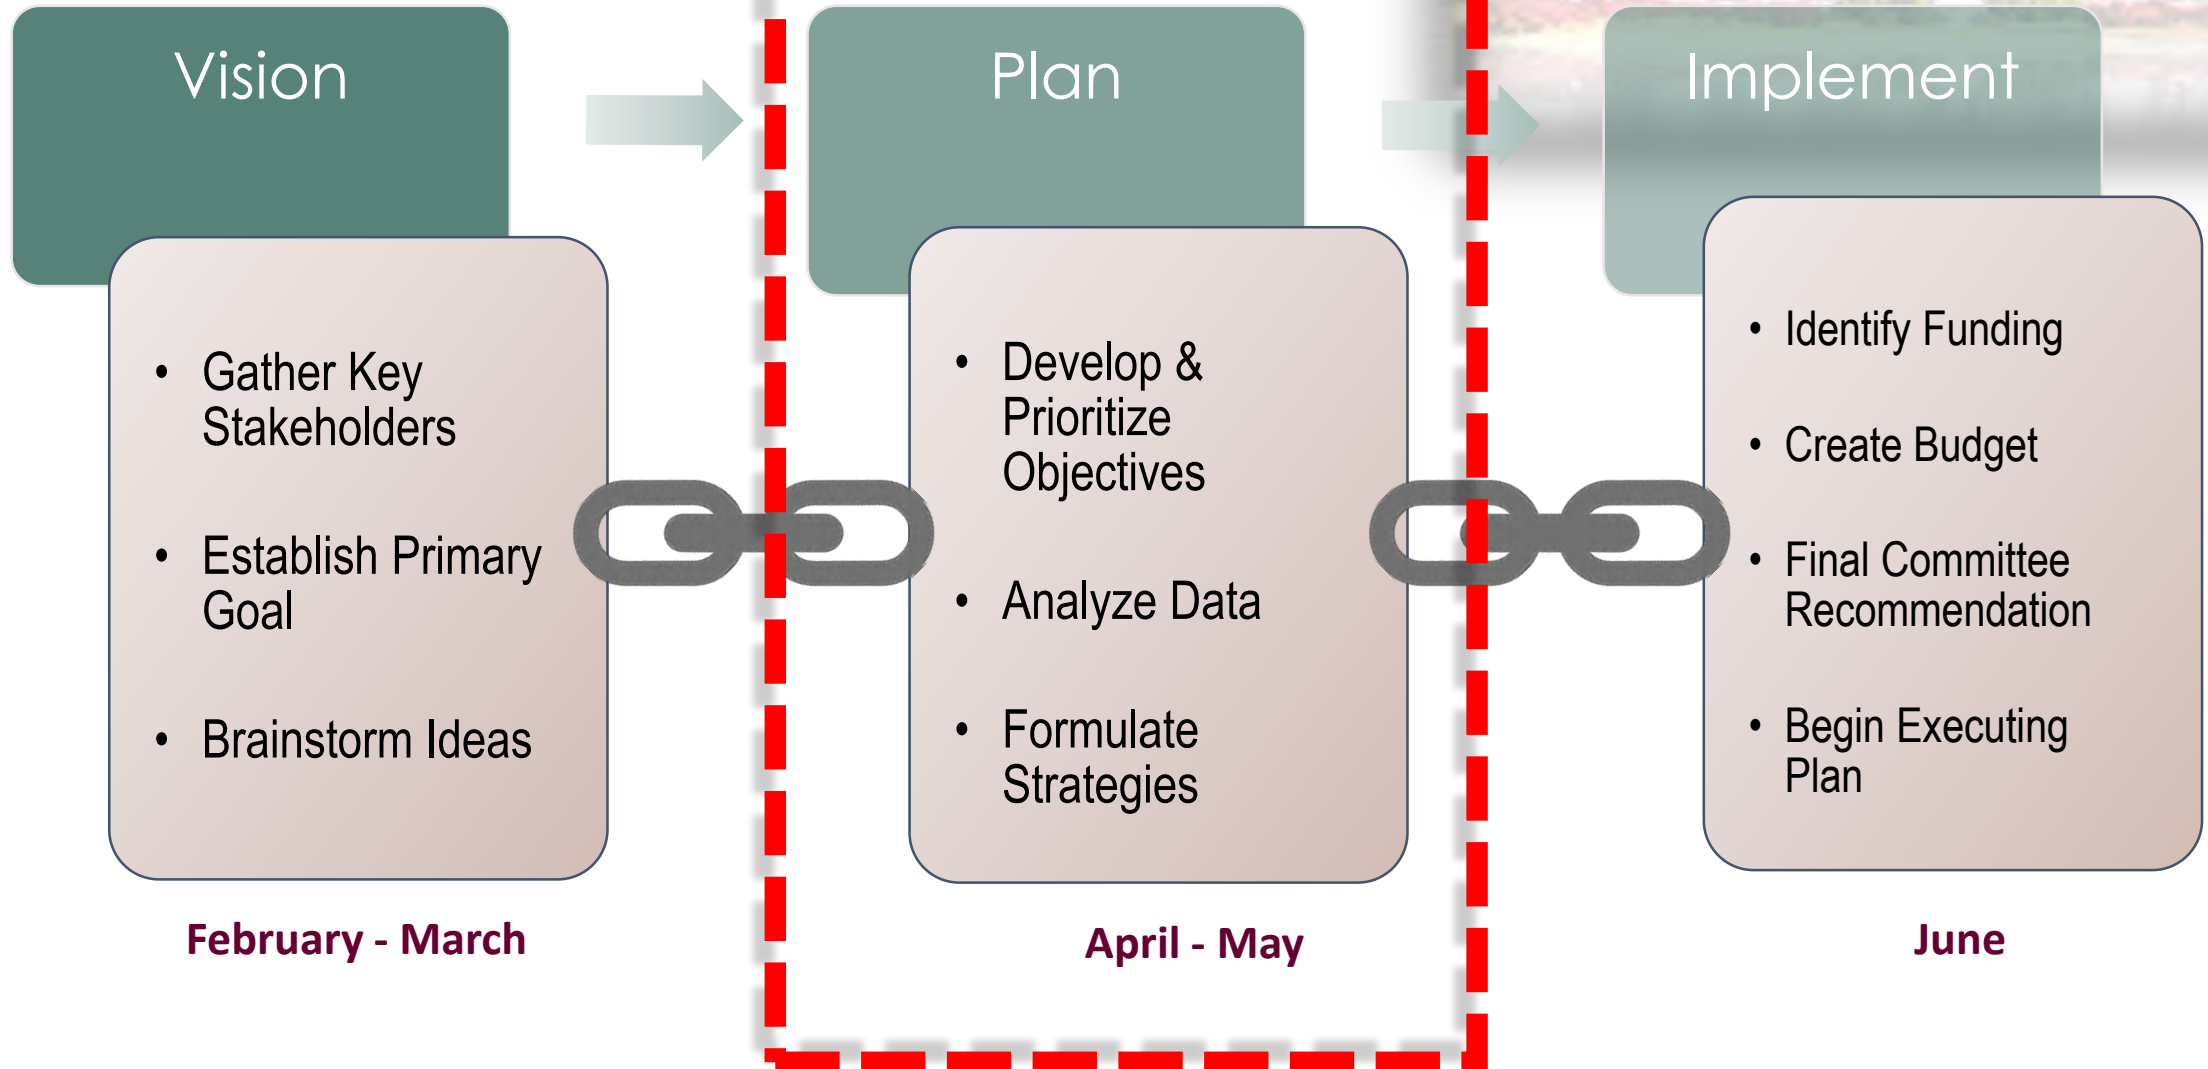 Vision
• Gather Key
Stakeholders
• Establish Primary
Goal
• Brainstorm Ideas
February - March
Plan
• Develop &
Prioritize
Objectives
• Analyze Data
• Formulate
Strategies
April - May
Implement
• Identify Funding
• Create Budget
• Final Committee
Recommendation
• Begin Executing
Plan
June